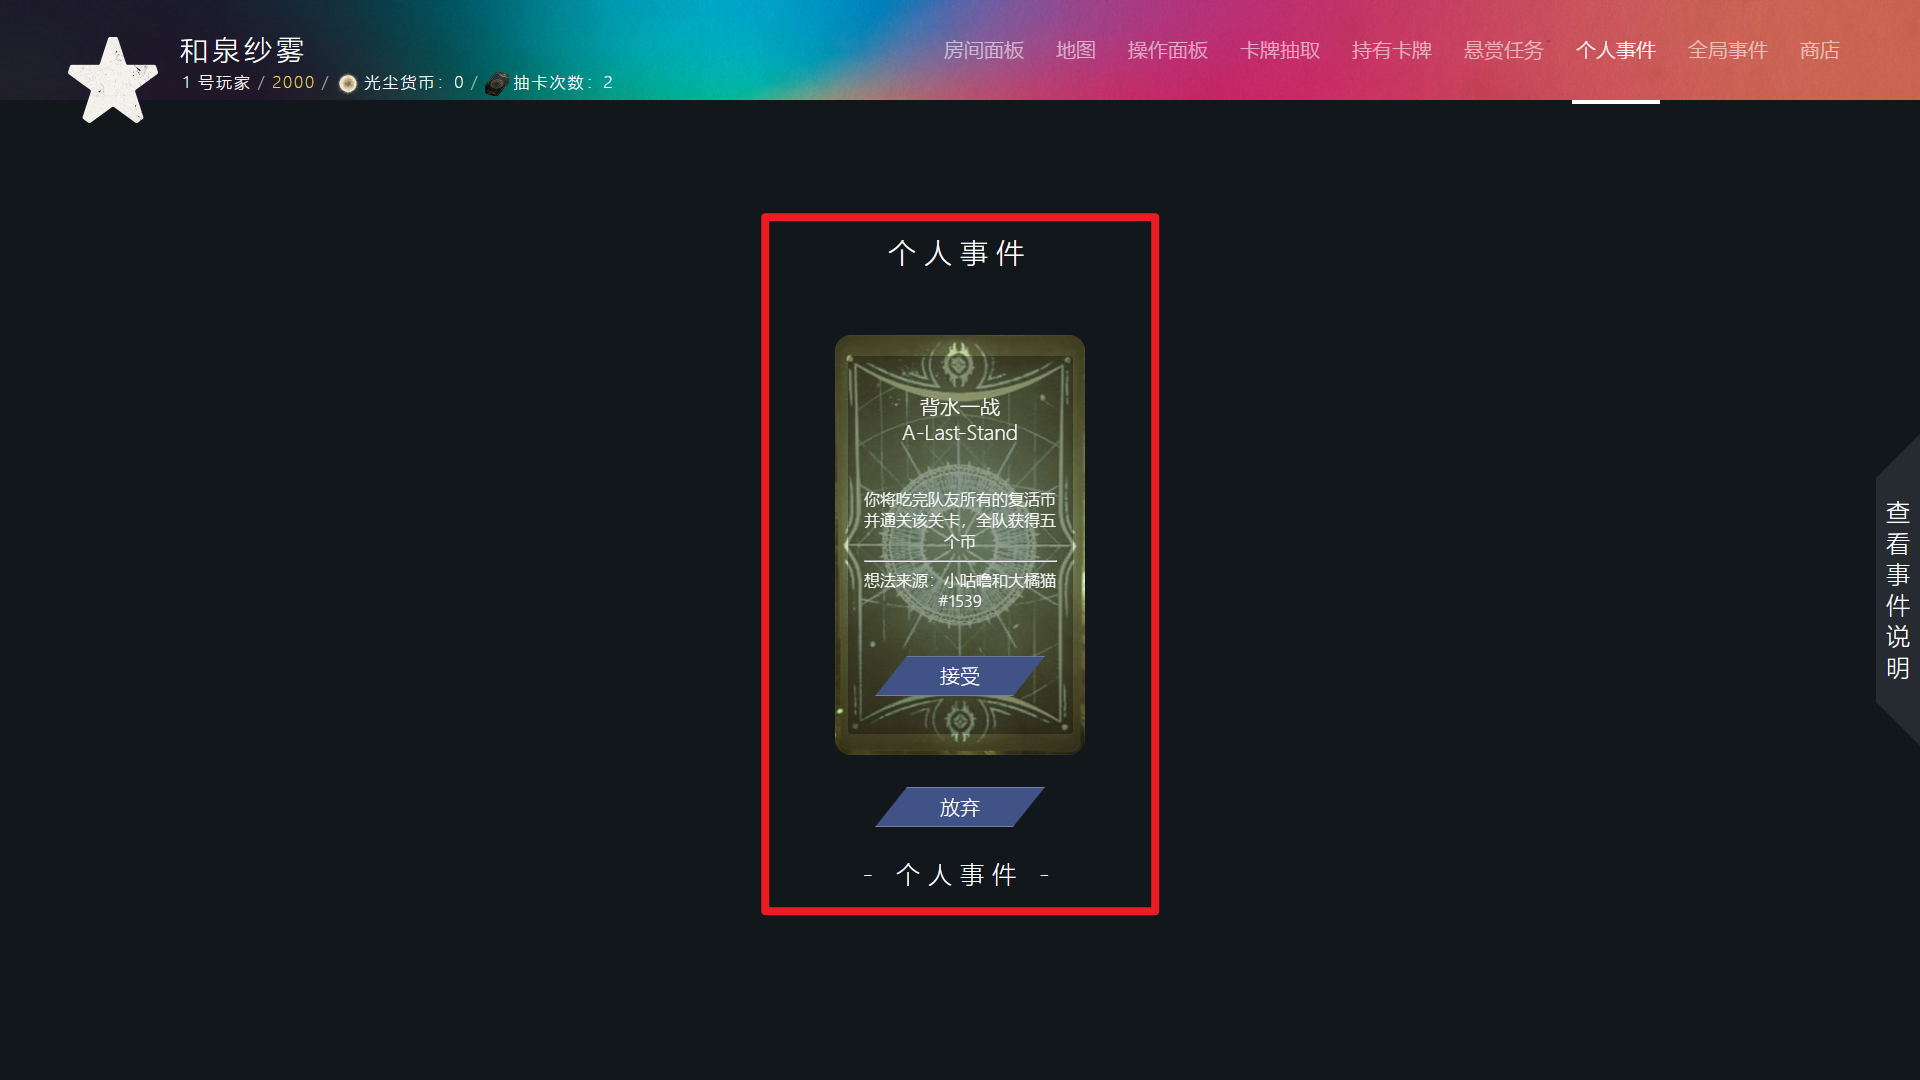 和泉纱雾
1 号玩家 / 2000 / 光尘货币：0 / 抽卡次数：2
房间面板 地图 操作面板 卡牌抽取 持有卡牌 悬赏任务 个人事件 全局事件 商店
个人事件
背水一战
A-Last-Stand
你将吃完队友所有的复活币
并通关该关卡，全队获得五
个币
想法来源：小咕噜和大橘猫
#1539
接受
放弃
- 个人事件 -
查看事件说明